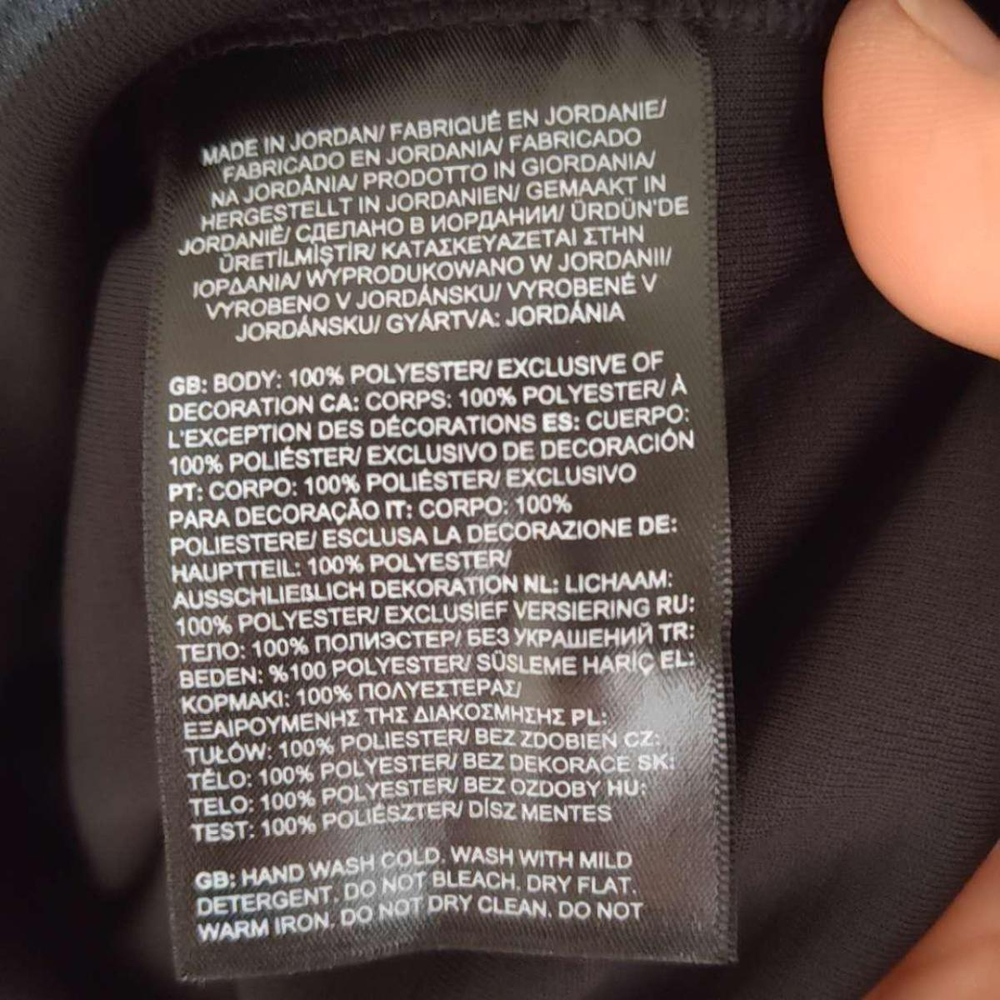 MADE IN JORDAN/ FABRIQUÉ EN JORDANIE/
FABRICADO EN JORDANIA/ FABRICADO
NA JORDÂNIA/ PRODOTTO IN GIORDANIA/
HERGESTELLT IN JORDANIEN/ GEMAAKT IN
JORDANIË/ СДЕЛАНО В ИОРДАНИИ/ ÜRDÜN'DE
ÜRETİLMİŞTİR/ ΚΑΤΑΣΚΕΥΑΖΕΤΑΙ ΣΤΗΝ
ΙΟΡΔΑΝΙΑ/ WYPRODUKOWANO W JORDANII/
VYROBENO V JORDÁNSKU/ VYROBENÉ V
JORDÁNSKU/ GYÁRTVA: JORDÁNIA
GB: BODY: 100% POLYESTER/ EXCLUSIVE OF
DECORATION CA: CORPS: 100% POLYESTER/ À
L'EXCEPTION DES DÉCORATIONS ES: CUERPO:
100% POLIÉSTER/ EXCLUSIVO DE DECORACIÓN
PT: CORPO: 100% POLIÉSTER/ EXCLUSIVO
PARA DECORAÇÃO IT: CORPO: 100%
POLIESTERE/ ESCLUSA LA DECORAZIONE DE:
HAUPTTEIL: 100% POLYESTER/
AUSSCHLIEßLICH DEKORATION NL: LICHAAM:
100% POLYESTER/ EXCLUSIEF VERSIERING RU:
ТЕЛО: 100% ПОЛИЭСТЕР/ БЕЗ УКРАШЕНИЙ TR:
BEDEN: %100 POLYESTER/ SÜSLEME HARİÇ EL:
ΚΟΡΜΑΚΙ: 100% ΠΟΛΥΕΣΤΕΡΑΣ/
ΕΞΑΙΡΟΥΜΕΝΗΣ ΤΗΣ ΔΙΑΚΟΣΜΗΣΗΣ PL:
TUŁÓW: 100% POLIESTER/ BEZ ZDOBIEŃ CZ:
TĚLO: 100% POLYESTER/ BEZ DEKORACE SK:
TELO: 100% POLYESTER/ BEZ OZDOBY HU:
TEST: 100% POLIÉSZTER/ DÍSZ MENTES
GB: HAND WASH COLD. WASH WITH MILD
DETERGENT. DO NOT BLEACH. DRY FLAT.
WARM IRON. DO NOT DRY CLEAN. DO NOT